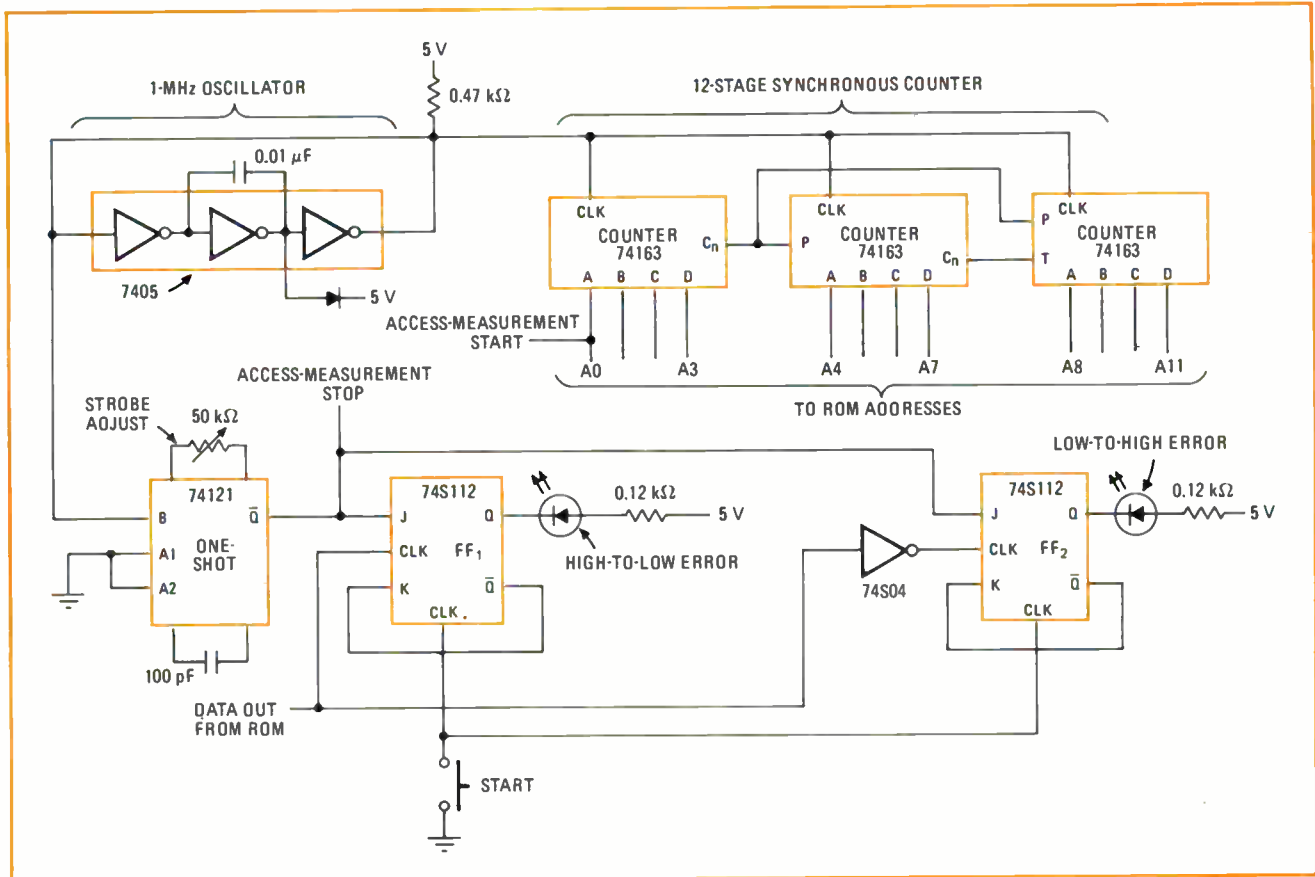 1-MHz OSCILLATOR
5 V
0.47 kΩ
12-STAGE SYNCHRONOUS COUNTER
0.01 μF
7405
5 V
CLK
COUNTER
74163
Cn
A B C D
P
CLK
COUNTER
74163
Cn
A B C D
P
CLK
COUNTER
74163
T
A B C D
ACCESS-MEASUREMENT
START
A0
A3
A4
A7
A8
A11
TO ROM ADDRESSES
ACCESS-MEASUREMENT
STOP
STROBE
ADJUST
50 kΩ
74121
B
Q̅
A1
ONE-
SHOT
A2
100 pF
74S112
J
Q
CLK
FF1
K
Q̅
CLK.
0.12 kΩ
5 V
HIGH-TO-LOW ERROR
74S04
LOW-TO-HIGH ERROR
74S112
J
Q
CLK
FF2
K
Q̅
CLK
0.12 kΩ
5 V
DATA OUT
FROM ROM
START